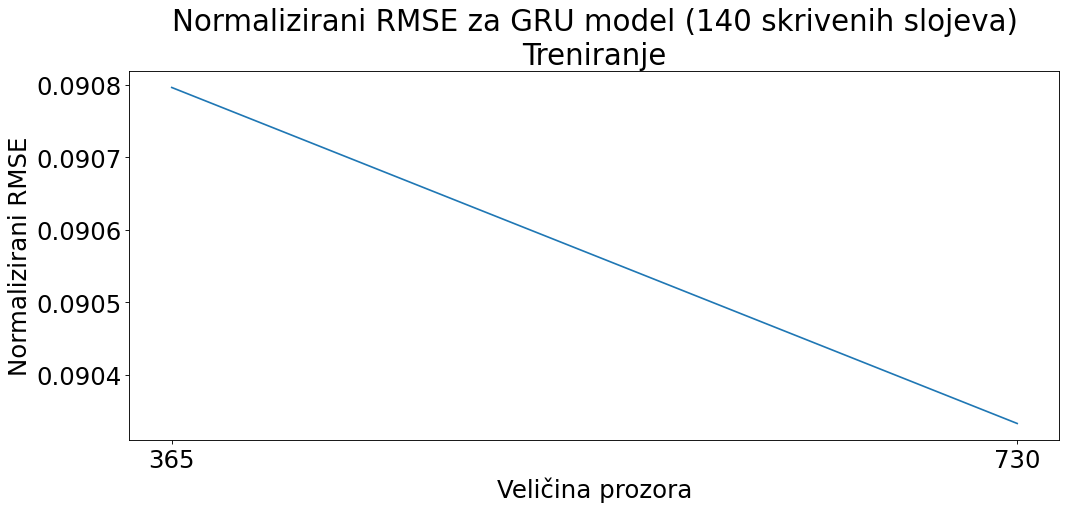 Normalizirani RMSE za GRU model (140 skrivenih slojeva)
Treniranje
Normalizirani RMSE
0.0908
0.0907
0.0906
0.0905
0.0904
365
730
Veličina prozora